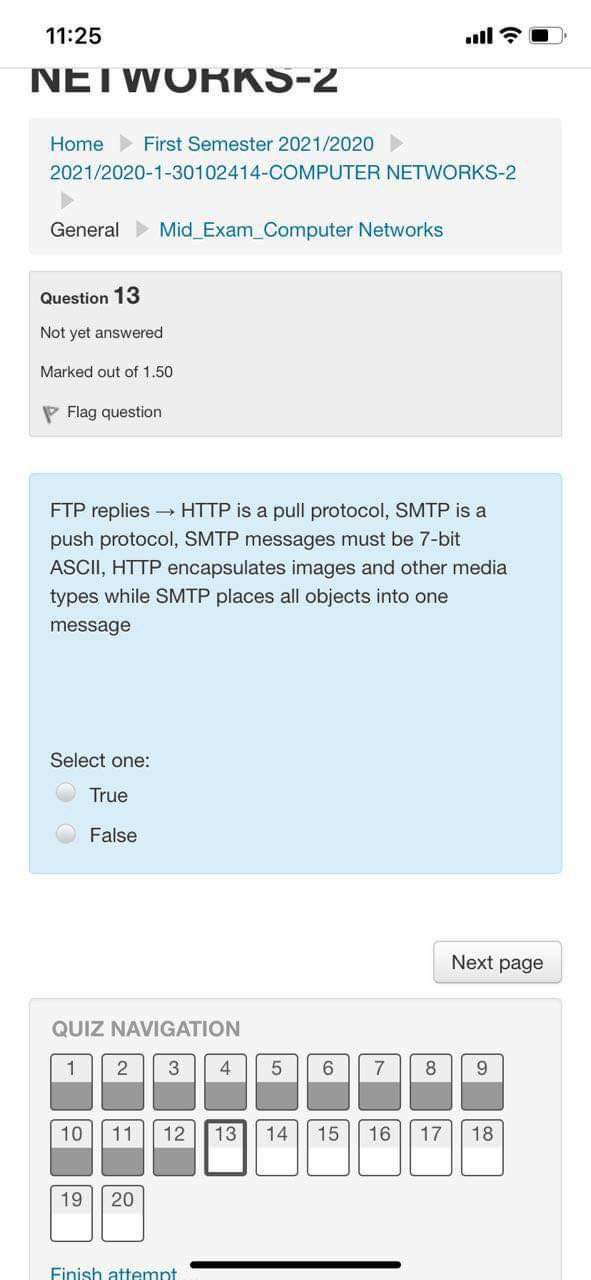 11:25
NETWORKS-2
Home First Semester 2021/2020
2021/2020-1-30102414-COMPUTER NETWORKS-2
General Mid_Exam_Computer Networks
Question 13
Not yet answered
Marked out of 1.50
Flag question
FTP replies → HTTP is a pull protocol, SMTP is a
push protocol, SMTP messages must be 7-bit
ASCII, HTTP encapsulates images and other media
types while SMTP places all objects into one
message
Select one:
True
False
Next page
QUIZ NAVIGATION
1 2 3 4 5 6 7 8 9
10 11 12 13 14 15 16 17 18
19 20
Finish attempt ...